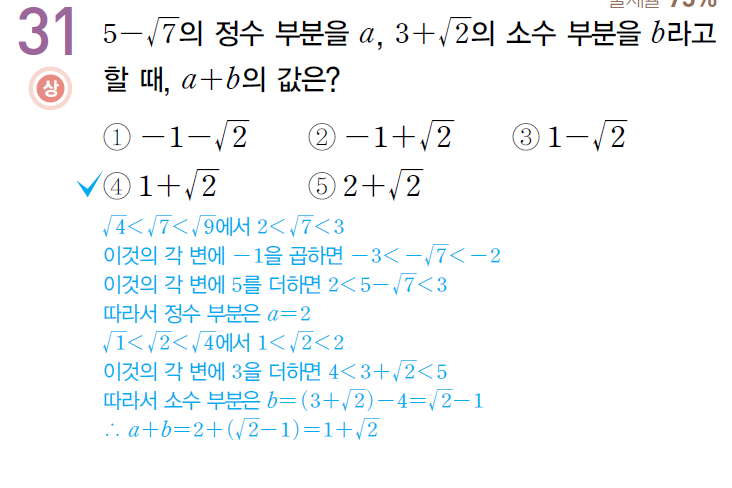 출제율 75%
31 5-√7의 정수 부분을 a, 3+√2의 소수 부분을 b라고
상 할 때, a+b의 값은?
① -1-√2 ② -1+√2 ③ 1-√2
④ 1+√2 ⑤ 2+√2
√4<√7<√9에서 2<√7<3
이것의 각 변에 -1을 곱하면 -3<-√7<-2
이것의 각 변에 5를 더하면 2<5-√7<3
따라서 정수 부분은 a=2
√1<√2<√4에서 1<√2<2
이것의 각 변에 3을 더하면 4<3+√2<5
따라서 소수 부분은 b=(3+√2)-4=√2-1
∴ a+b=2+(√2-1)=1+√2